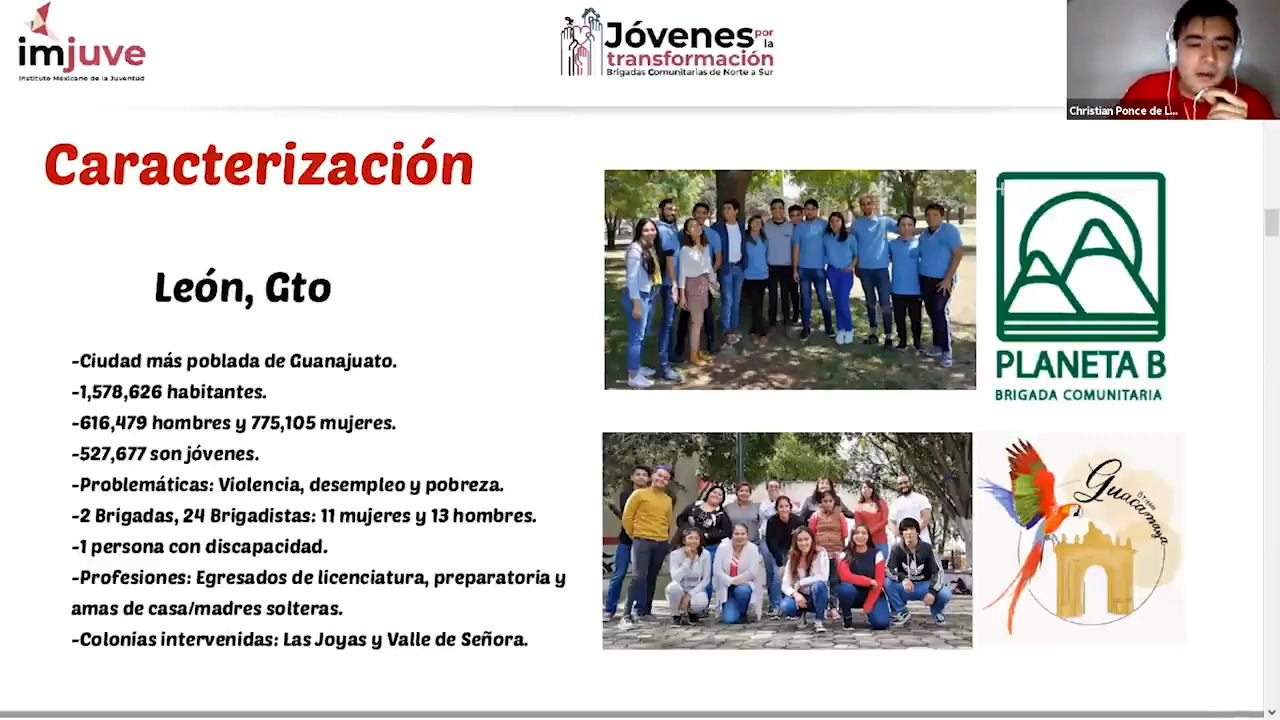 imjuve
Instituto Mexicano de la Juventud
Jóvenes por la
transformación
Brigadas Comunitarias de Norte a Sur
Christian Ponce de L...
Caracterización
León, Gto
-Ciudad más poblada de Guanajuato.
-1,578,626 habitantes.
-616,479 hombres y 775,105 mujeres.
-527,677 son jóvenes.
-Problemáticas: Violencia, desempleo y pobreza.
-2 Brigadas, 24 Brigadistas: 11 mujeres y 13 hombres.
-1 persona con discapacidad.
-Profesiones: Egresados de licenciatura, preparatoria y
amas de casa/madres solteras.
-Colonias intervenidas: Las Joyas y Valle de Señora.
PLANETA B
BRIGADA COMUNITARIA
Guacamaya